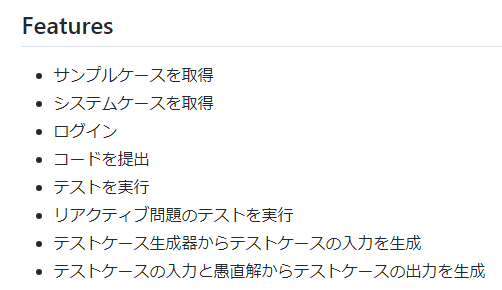 Features
サンプルケースを取得
システムケースを取得
ログイン
コードを提出
テストを実行
リアクティブ問題のテストを実行
テストケース生成器からテストケースの入力を生成
テストケースの入力と愚直解からテストケースの出力を生成